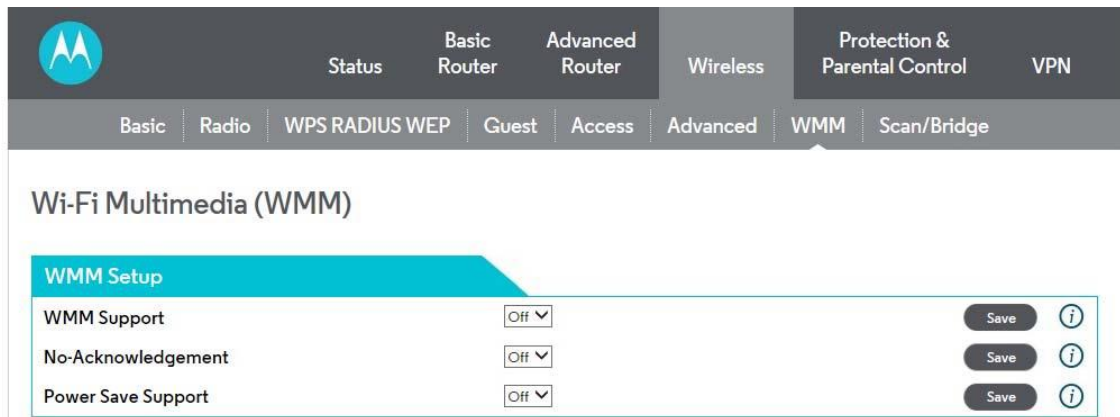 Status Basic Router Advanced Router Wireless Protection & Parental Control VPN
Basic Radio WPS RADIUS WEP Guest Access Advanced WMM Scan/Bridge
Wi-Fi Multimedia (WMM)
WMM Setup
WMM Support Off Save i
No-Acknowledgement Off Save i
Power Save Support Off Save i